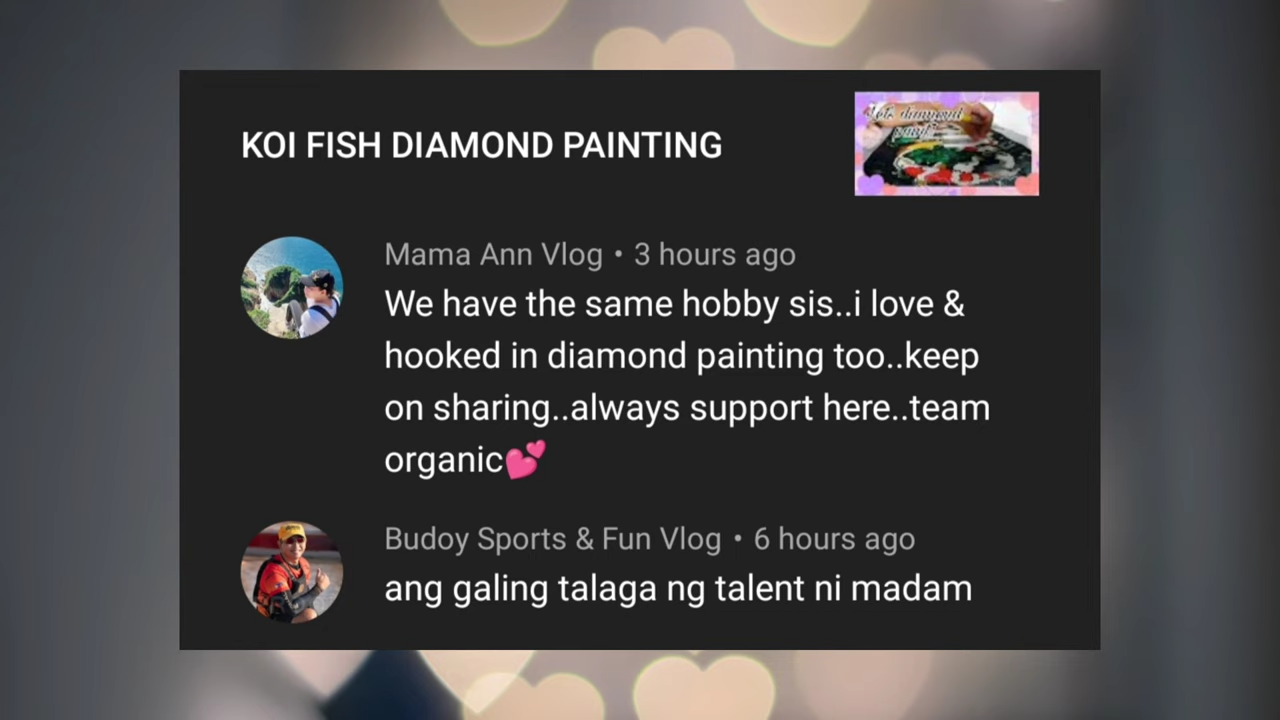 KOI FISH DIAMOND PAINTING
Mama Ann Vlog • 3 hours ago
We have the same hobby sis..i love &
hooked in diamond painting too..keep
on sharing..always support here..team
organic💕
Budoy Sports & Fun Vlog • 6 hours ago
ang galing talaga ng talent ni madam